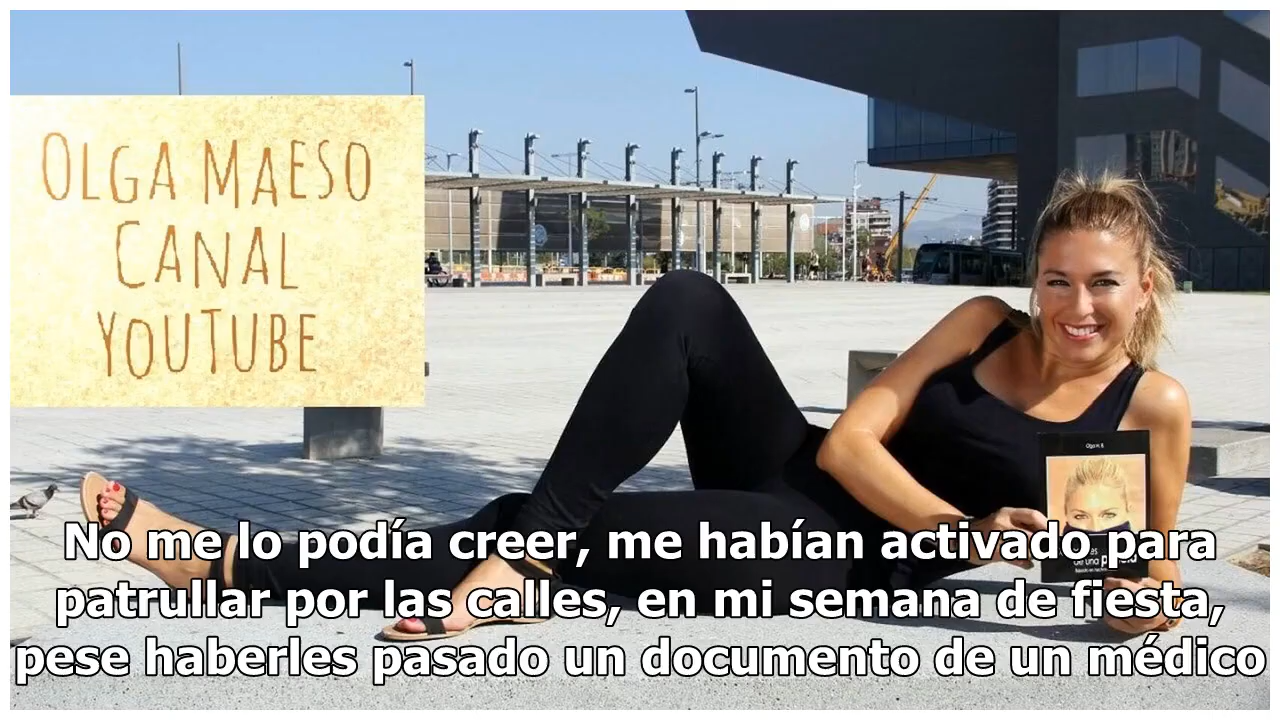 OLGA MAESO
CANAL
YOUTUBE
Olga M. B.
No me lo podía creer, me habían activado para
patrullar por las calles, en mi semana de fiesta,
pese haberles pasado un documento de un médico